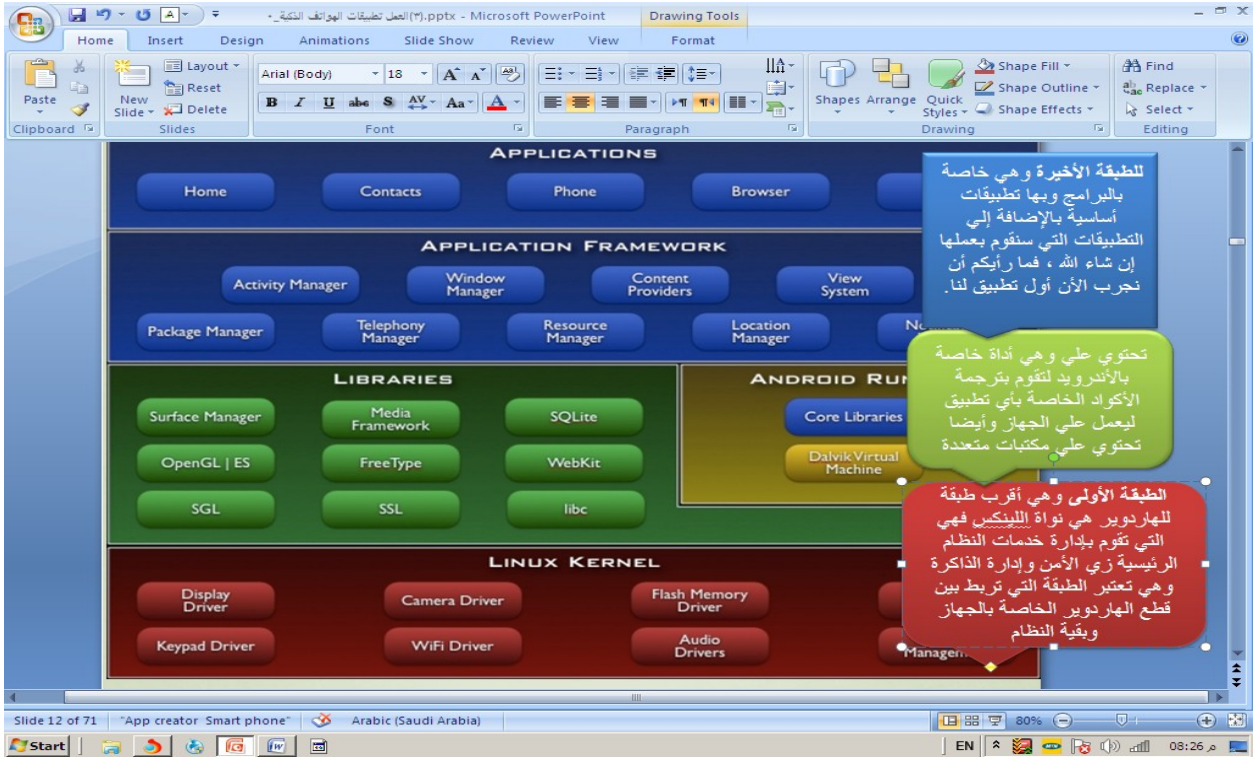 العمل تطبيقات الهواتف الذكية_٠(٣).pptx - Microsoft PowerPoint
Drawing Tools
Home Insert Design Animations Slide Show Review View Format
Paste
Clipboard
New Slide
Layout
Reset
Delete
Slides
Arial (Body) 18
B I U abc S AV Aa A
Font
Paragraph
Shapes Arrange Quick Styles
Shape Fill
Shape Outline
Shape Effects
Drawing
Find
Replace
Select
Editing
APPLICATIONS
Home Contacts Phone Browser
APPLICATION FRAMEWORK
Activity Manager
Window Manager
Content Providers
View System
Package Manager
Telephony Manager
Resource Manager
Location Manager
LIBRARIES
Surface Manager
Media Framework
SQLite
OpenGL | ES
FreeType
WebKit
SGL
SSL
libc
ANDROID RUN
Core Libraries
Dalvik Virtual Machine
LINUX KERNEL
Display Driver
Camera Driver
Flash Memory Driver
Keypad Driver
WiFi Driver
Audio Drivers
للطبقة الأخيرة وهي خاصة
بالبرامج وبها تطبيقات
أساسية بالإضافة إلي
التطبيقات التي سنقوم بعملها
إن شاء الله ، فما رأيكم أن
نجرب الأن أول تطبيق لنا.
تحتوي علي وهي أداة خاصة
بالأندرويد لتقوم بترجمة
الأكواد الخاصة بأي تطبيق
ليعمل علي الجهاز وأيضا
تحتوي علي مكتبات متعددة
الطبقة الأولى وهي أقرب طبقة
للهاردوير هي نواة اللينكس فهي
التي تقوم بإدارة خدمات النظام
الرئيسية زي الأمن وإدارة الذاكرة
وهي تعتبر الطبقة التي تربط بين
قطع الهاردوير الخاصة بالجهاز
وبقية النظام
Slide 12 of 71 "App creator Smart phone" Arabic (Saudi Arabia) 80%
Start EN 08:26 م